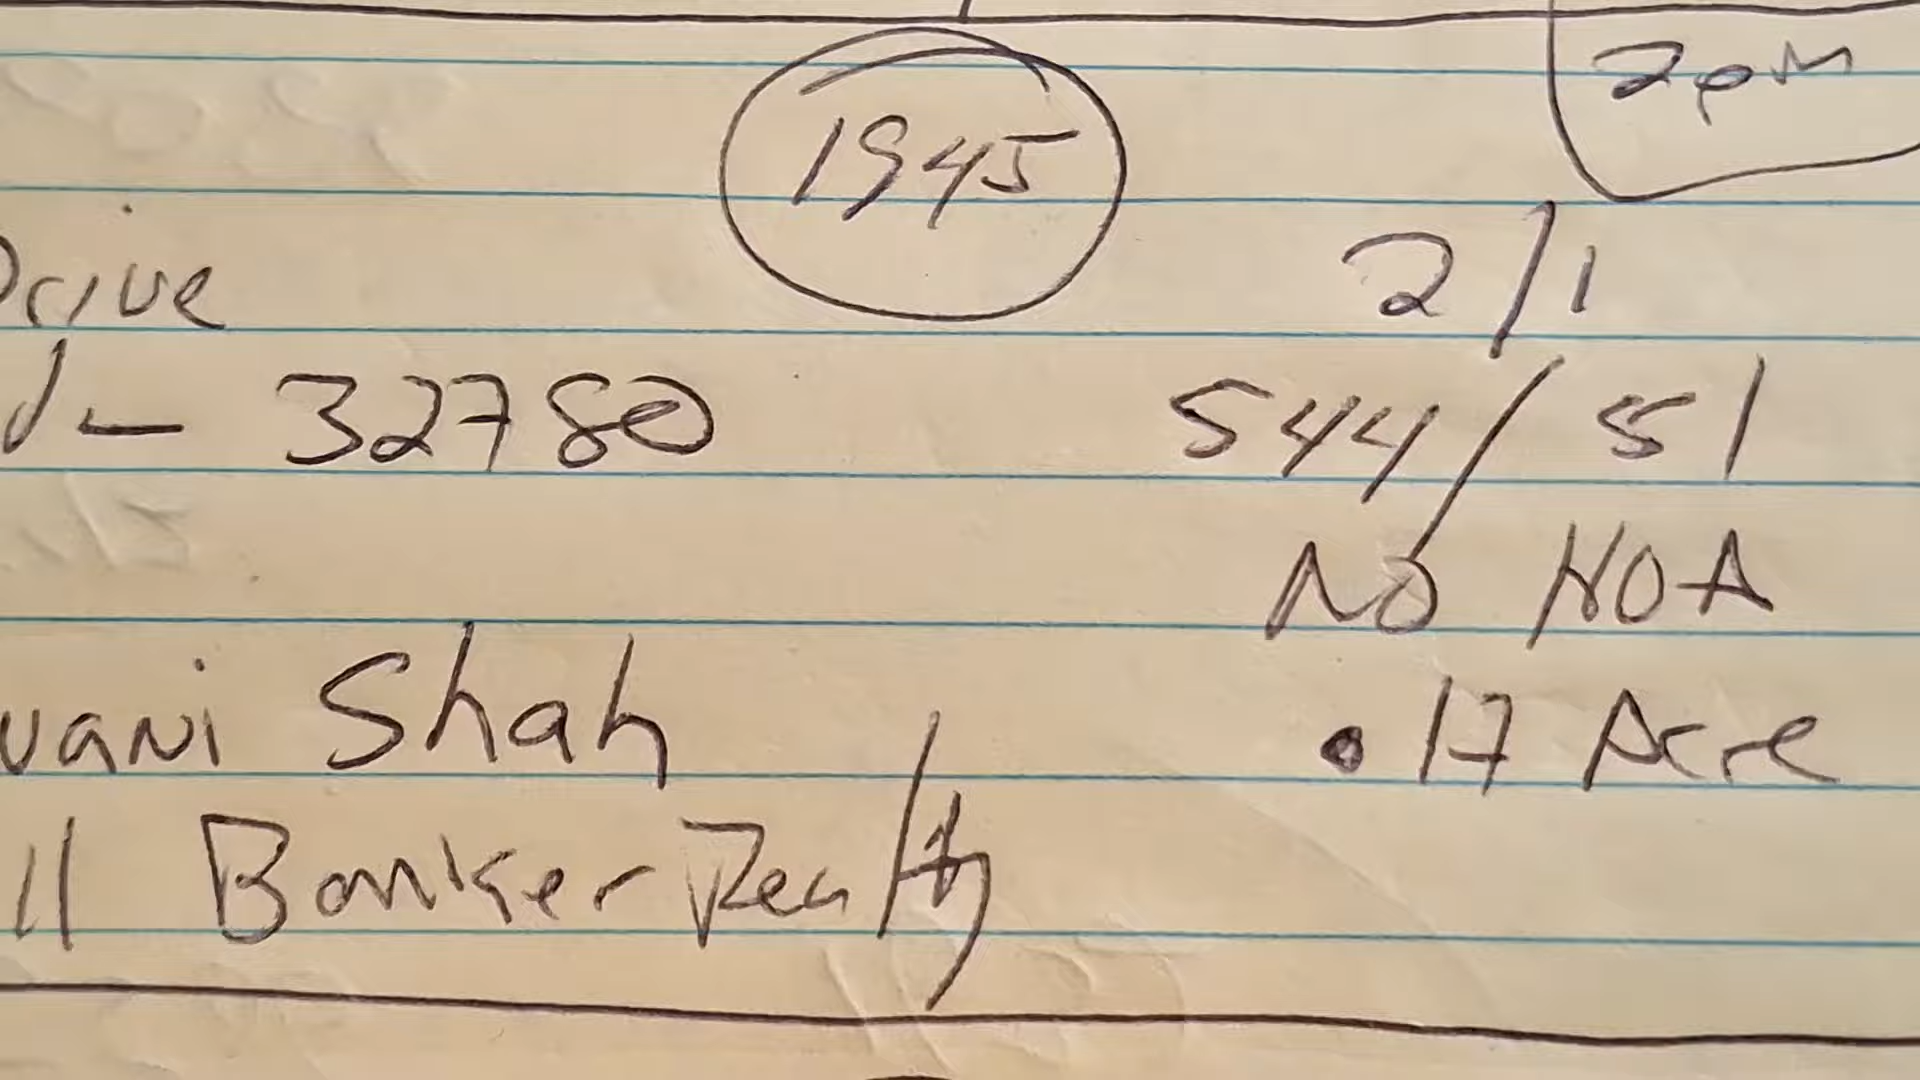 2pm
1945
Drive 2/1
d- 32780 544/51
No HOA
vani Shah .17 Acre
ll Banker Realty